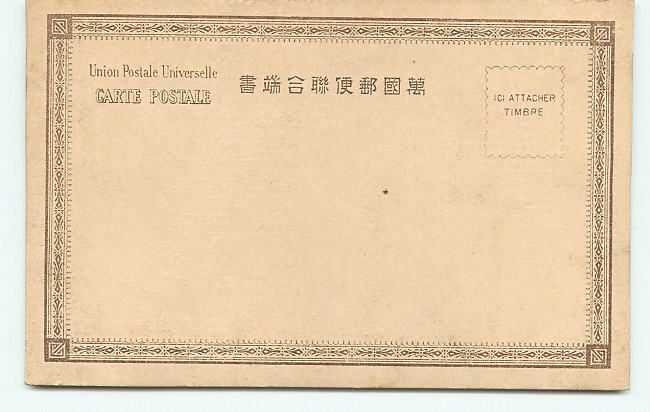 Union Postale Universelle
CARTE POSTALE
萬國郵便聯合端書
ICI ATTACHER
TIMBRE